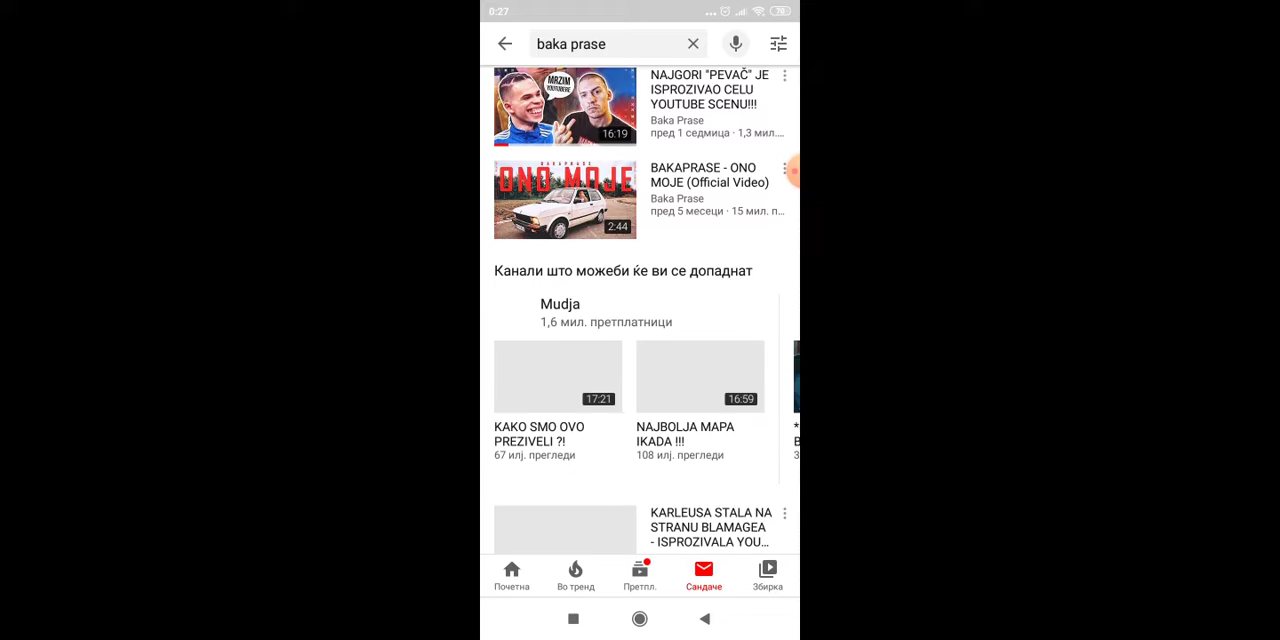 0:27
70
baka prase
MRZIM
YOUTUBERE
16:19
NAJGORI "PEVAČ" JE
ISPROZIVAO CELU
YOUTUBE SCENU!!!
Baka Prase
пред 1 седмица · 1,3 мил....
BAKAPRASE
ONO MOJE
2:44
BAKAPRASE - ONO
MOJE (Official Video)
Baka Prase
пред 5 месеци · 15 мил. п...
Канали што можеби ќе ви се допаднат
Mudja
1,6 мил. претплатници
17:21
16:59
KAKO SMO OVO
PREZIVELI ?!
67 илј. прегледи
NAJBOLJA MAPA
IKADA !!!
108 илј. прегледи
*
B
3
KARLEUSA STALA NA
STRANU BLAMAGEA
- ISPROZIVALA YOU...
Почетна
Во тренд
Претпл.
Сандаче
Збирка